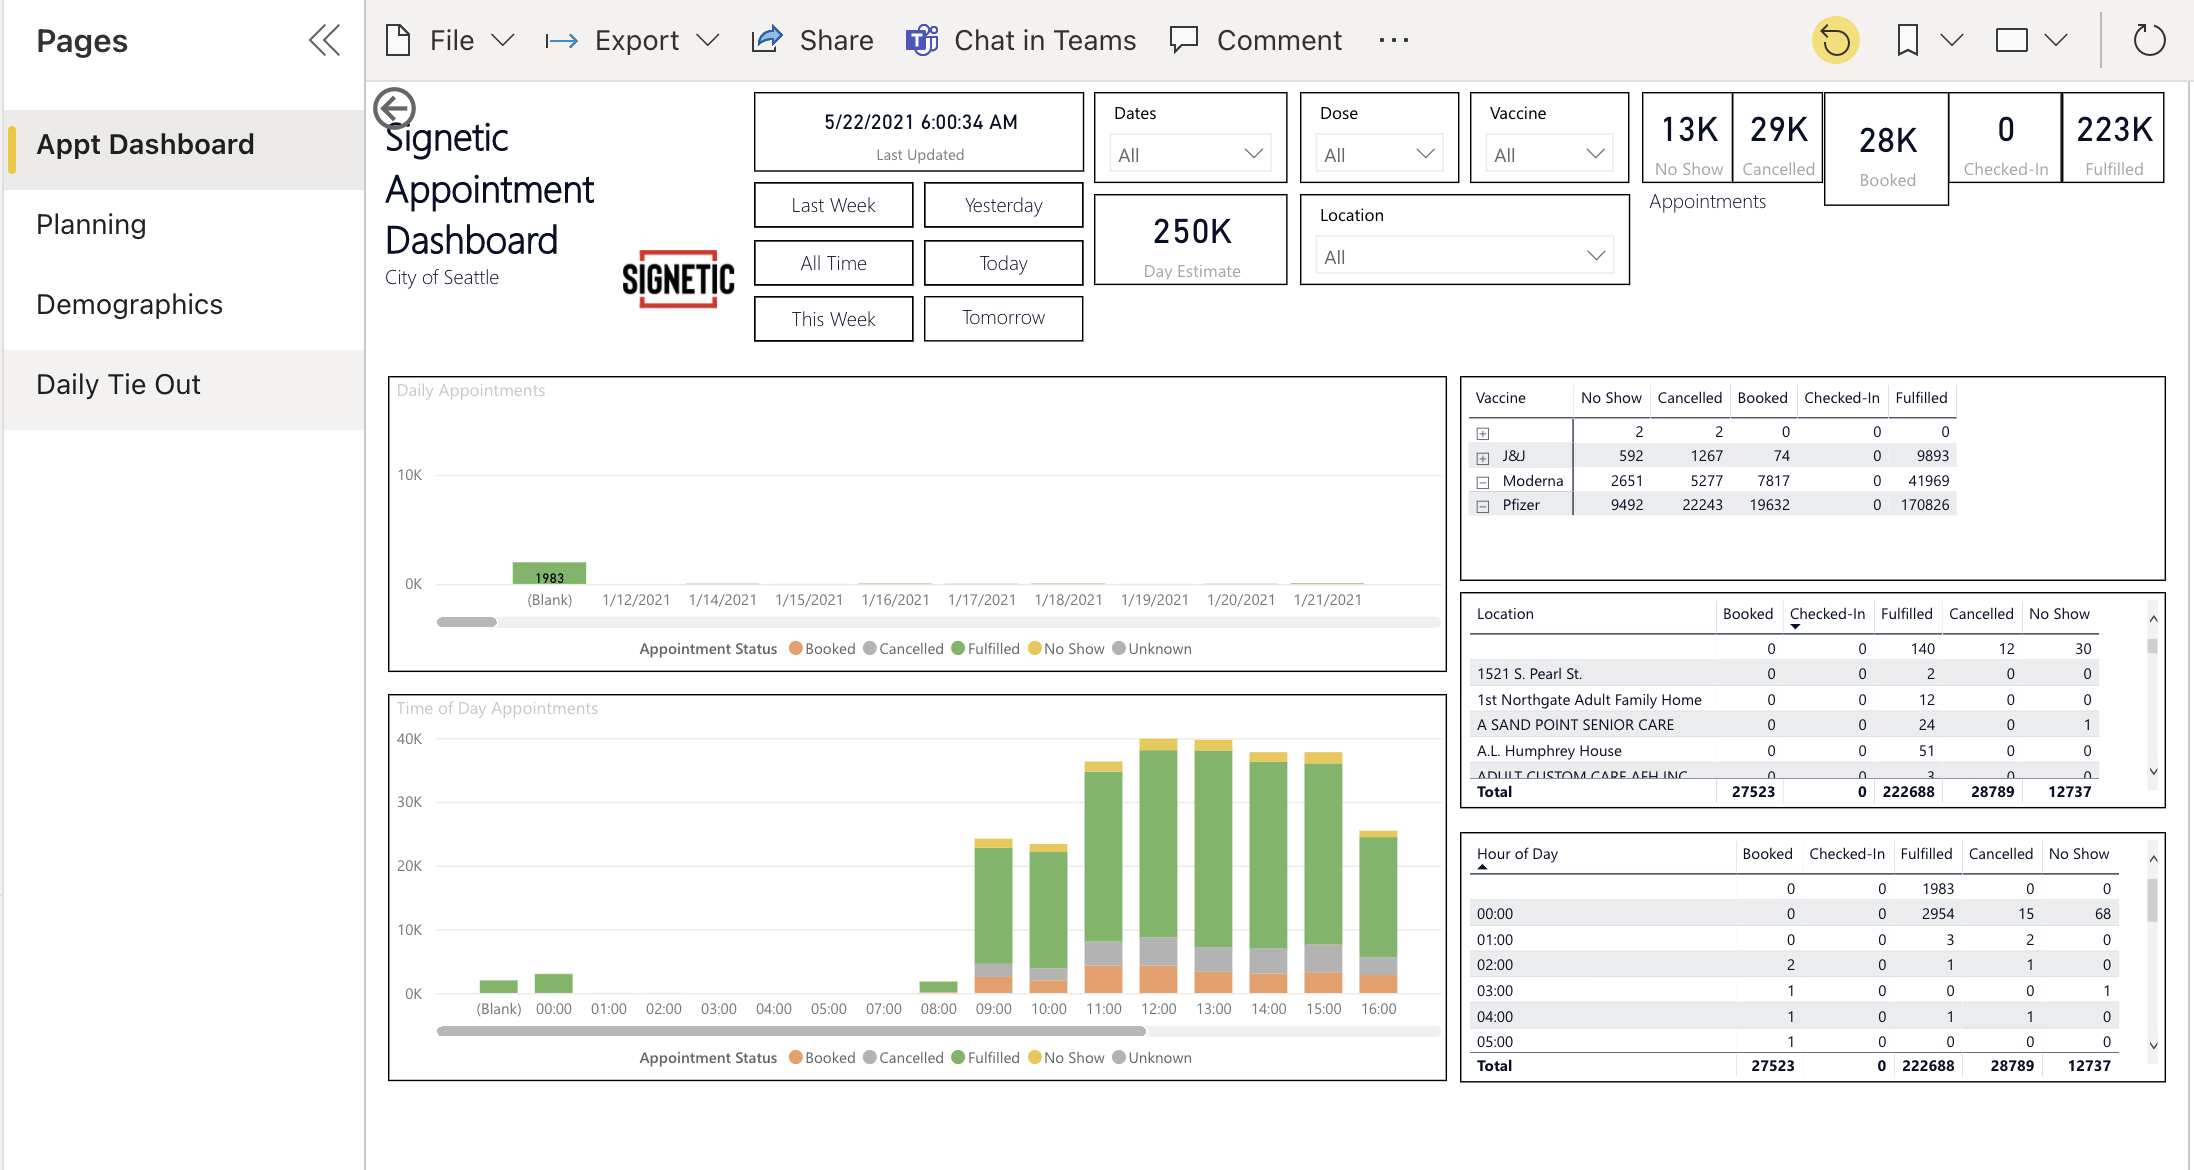 Pages
File
Export
Share
Chat in Teams
Comment
Appt Dashboard
Planning
Demographics
Daily Tie Out
Signetic
Appointment
Dashboard
City of Seattle
SIGNETIC
5/22/2021 6:00:34 AM
Last Updated
Last Week
Yesterday
All Time
Today
This Week
Tomorrow
Dates
All
Dose
All
Vaccine
All
250K
Day Estimate
Location
All
13K
No Show
29K
Cancelled
28K
Booked
0
Checked-In
223K
Fulfilled
Appointments
Daily Appointments
10K
0K
1983
(Blank) 1/12/2021 1/14/2021 1/15/2021 1/16/2021 1/17/2021 1/18/2021 1/19/2021 1/20/2021 1/21/2021
Appointment Status Booked Cancelled Fulfilled No Show Unknown
Time of Day Appointments
40K
30K
20K
10K
0K
(Blank) 00:00 01:00 02:00 03:00 04:00 05:00 07:00 08:00 09:00 10:00 11:00 12:00 13:00 14:00 15:00 16:00
Appointment Status Booked Cancelled Fulfilled No Show Unknown
Vaccine No Show Cancelled Booked Checked-In Fulfilled
2 2 0 0 0
J&J 592 1267 74 0 9893
Moderna 2651 5277 7817 0 41969
Pfizer 9492 22243 19632 0 170826
Location Booked Checked-In Fulfilled Cancelled No Show
0 0 140 12 30
1521 S. Pearl St. 0 0 2 0 0
1st Northgate Adult Family Home 0 0 12 0 0
A SAND POINT SENIOR CARE 0 0 24 0 1
A.L. Humphrey House 0 0 51 0 0
ADULT CUSTOM CARE AFH INC 0 0 3 0 0
Total 27523 0 222688 28789 12737
Hour of Day Booked Checked-In Fulfilled Cancelled No Show
0 0 1983 0 0
00:00 0 0 2954 15 68
01:00 0 0 3 2 0
02:00 2 0 1 1 0
03:00 1 0 0 0 1
04:00 1 0 1 1 0
05:00 1 0 0 0 0
Total 27523 0 222688 28789 12737